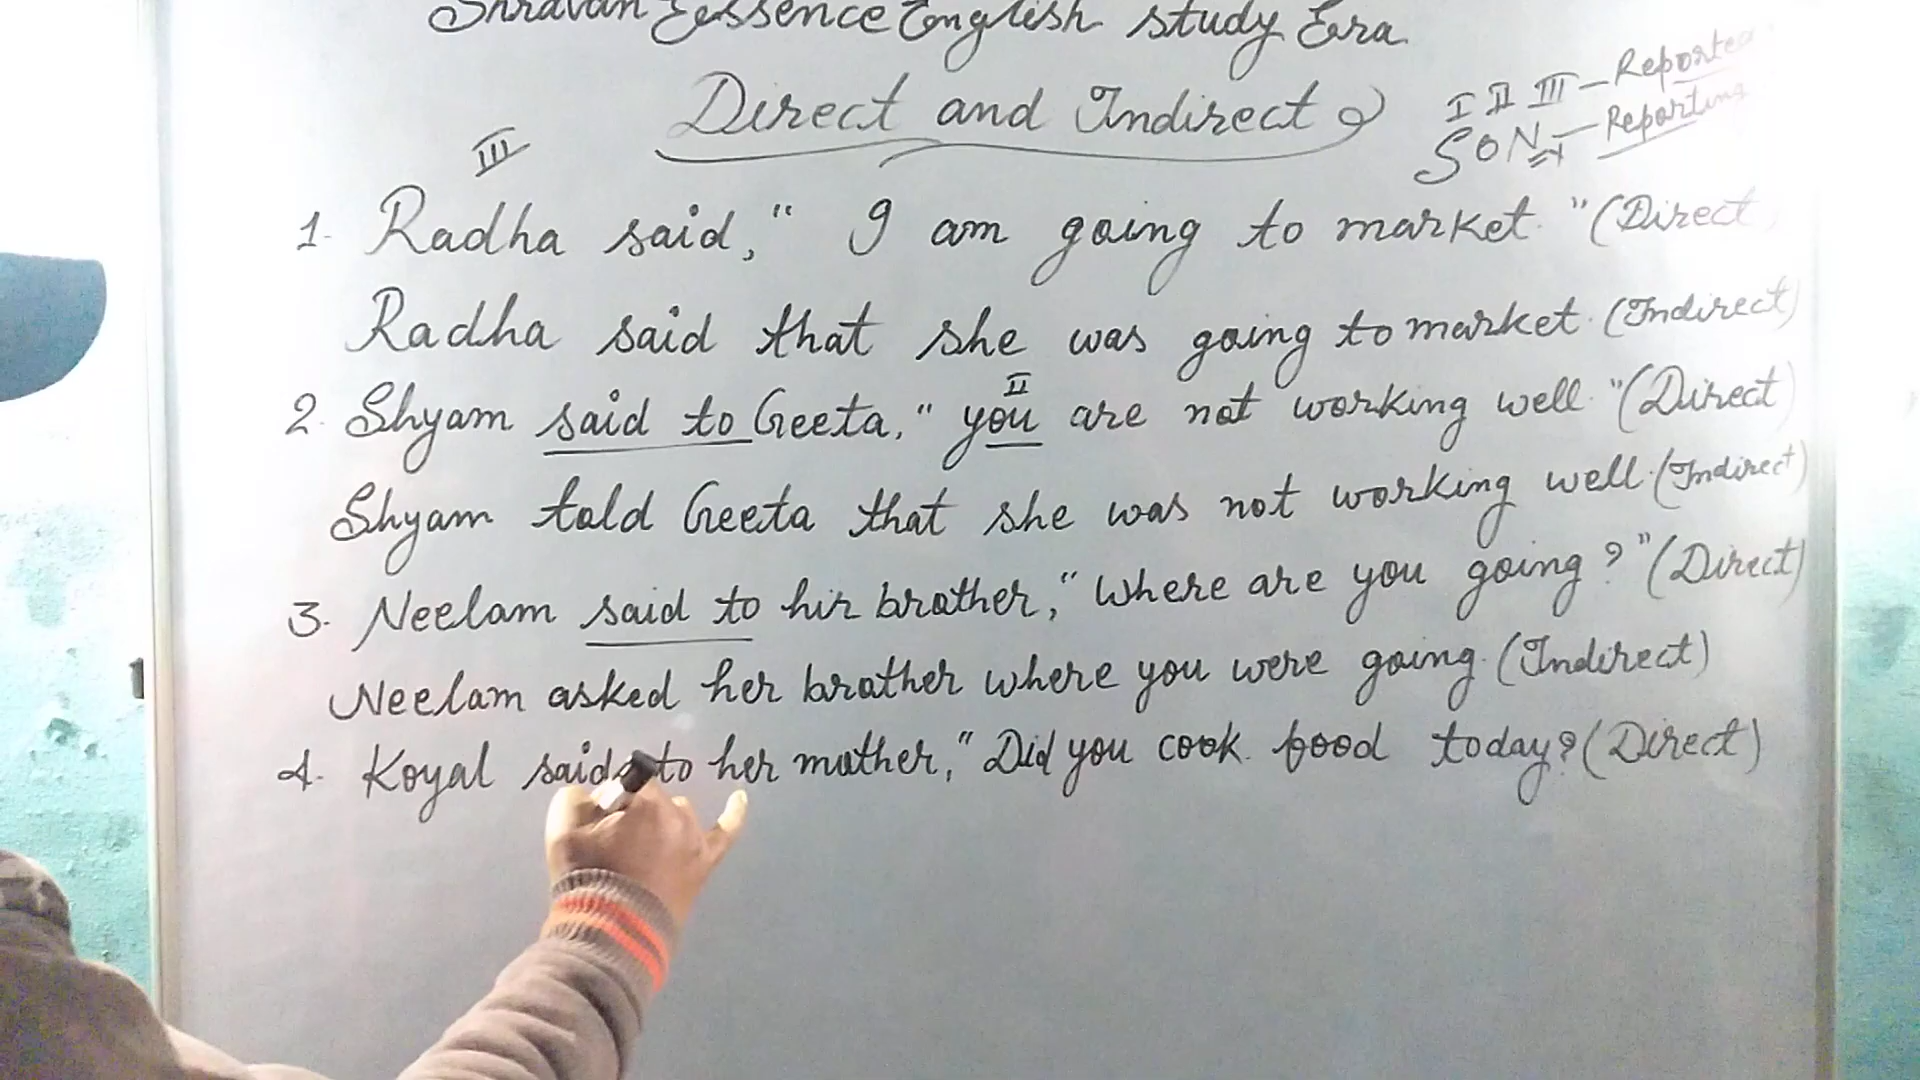 Shravan Eessence English study Era
Direct and Indirect
I II III - Reported
S O N - Reporting
III
1. Radha said, " I am going to market. " (Direct)
Radha said that she was going to market. (Indirect)
II
2. Shyam said to Geeta, " you are not working well. " (Direct)
Shyam told Geeta that she was not working well. (Indirect)
3. Neelam said to hir brother, " where are you going ? " (Direct)
Neelam asked her brother where you were going. (Indirect)
4. Koyal said to her mother, " Did you cook food today? (Direct)